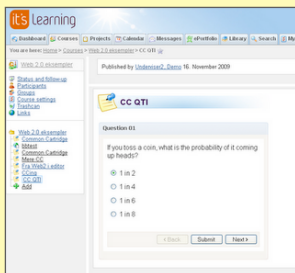 it's learning
Dashboard Courses Projects Calendar Messages ePortfolio Library Search
You are here: Home > Courses > Web 2.0 eksempler > CC QTI
Web 2.0 eksempler
Published by Underwiser2, Demo 16. November 2009
Status and follow-up
Participants
Groups
Course settings
Trashcan
Links
CC QTI
Question 01
If you toss a coin, what is the probability of it coming
up heads?
1 in 2
1 in 4
1 in 6
1 in 8
< Back Submit Next >
Web 2.0 eksempler
Common Cartridge
Common Cartridge
Mere CC
Fra Web2 i editor
CC QTI
Add